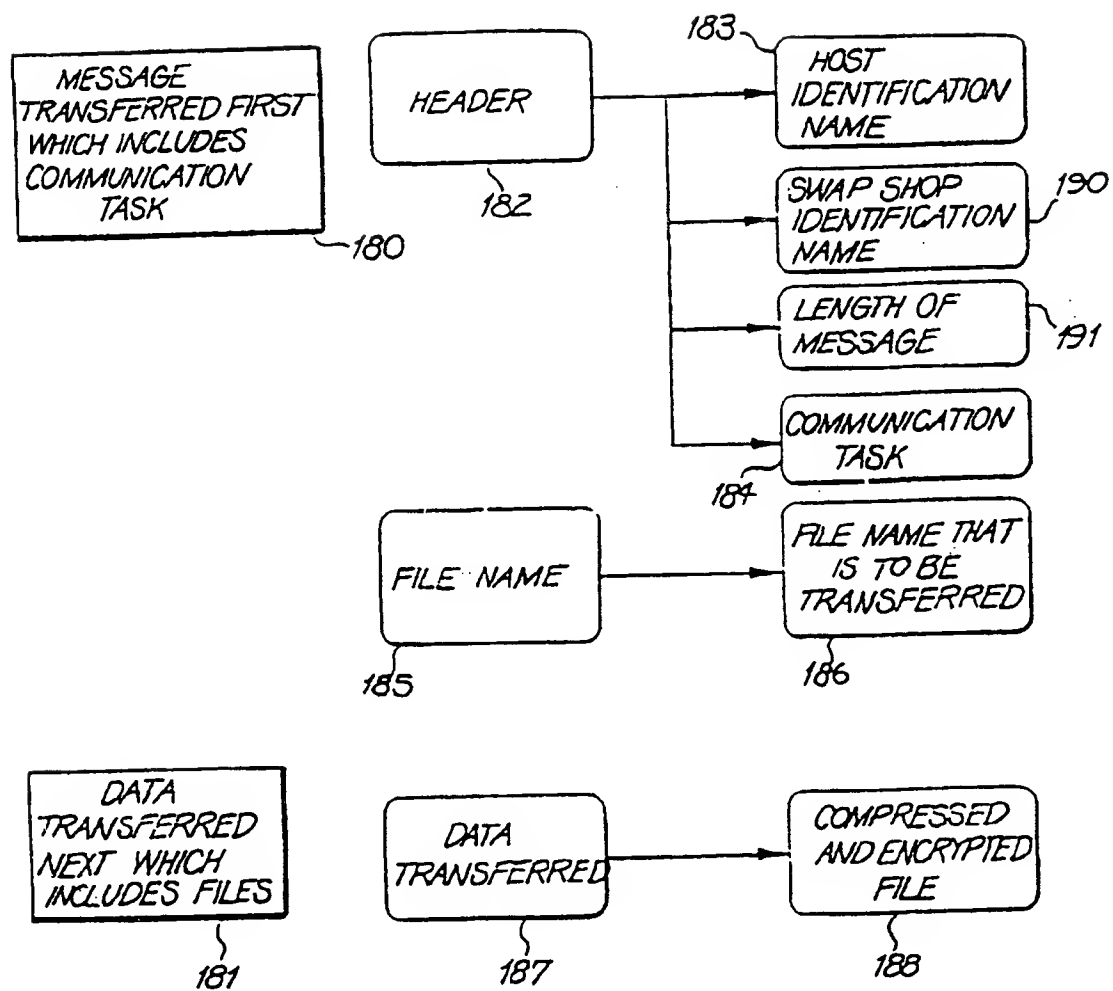 MESSAGE
TRANSFERRED FIRST
WHICH INCLUDES
COMMUNICATION
TASK
180
HEADER
182
183
HOST
IDENTIFICATION
NAME
SWAP SHOP
IDENTIFICATION
NAME
190
LENGTH OF
MESSAGE
191
COMMUNICATION
TASK
184
FILE NAME
185
FILE NAME THAT
IS TO BE
TRANSFERRED
186
DATA
TRANSFERRED
NEXT WHICH
INCLUDES FILES
181
DATA
TRANSFERRED
187
COMPRESSED
AND ENCRYPTED
FILE
188